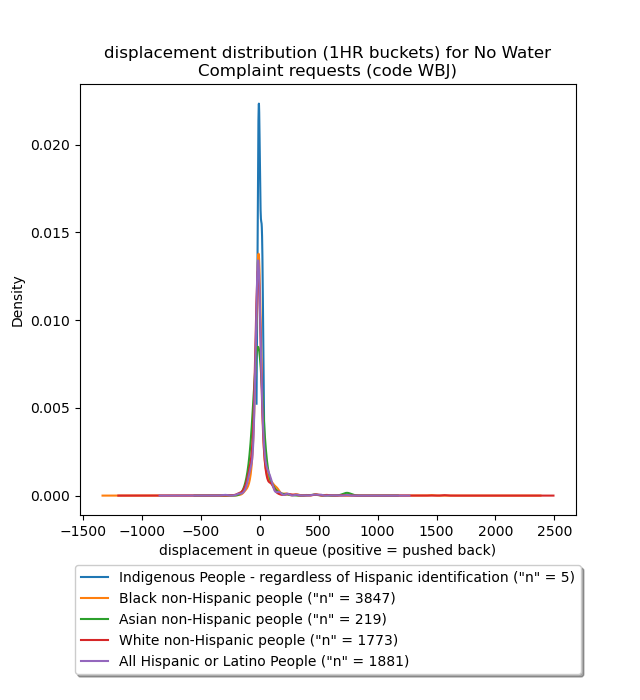 displacement distribution (1HR buckets) for No Water
Complaint requests (code WBJ)
0.020
0.015
0.010
0.005
0.000
Density
−1500 −1000 −500 0 500 1000 1500 2000 2500
displacement in queue (positive = pushed back)
Indigenous People - regardless of Hispanic identification ("n" = 5)
Black non-Hispanic people ("n" = 3847)
Asian non-Hispanic people ("n" = 219)
White non-Hispanic people ("n" = 1773)
All Hispanic or Latino People ("n" = 1881)